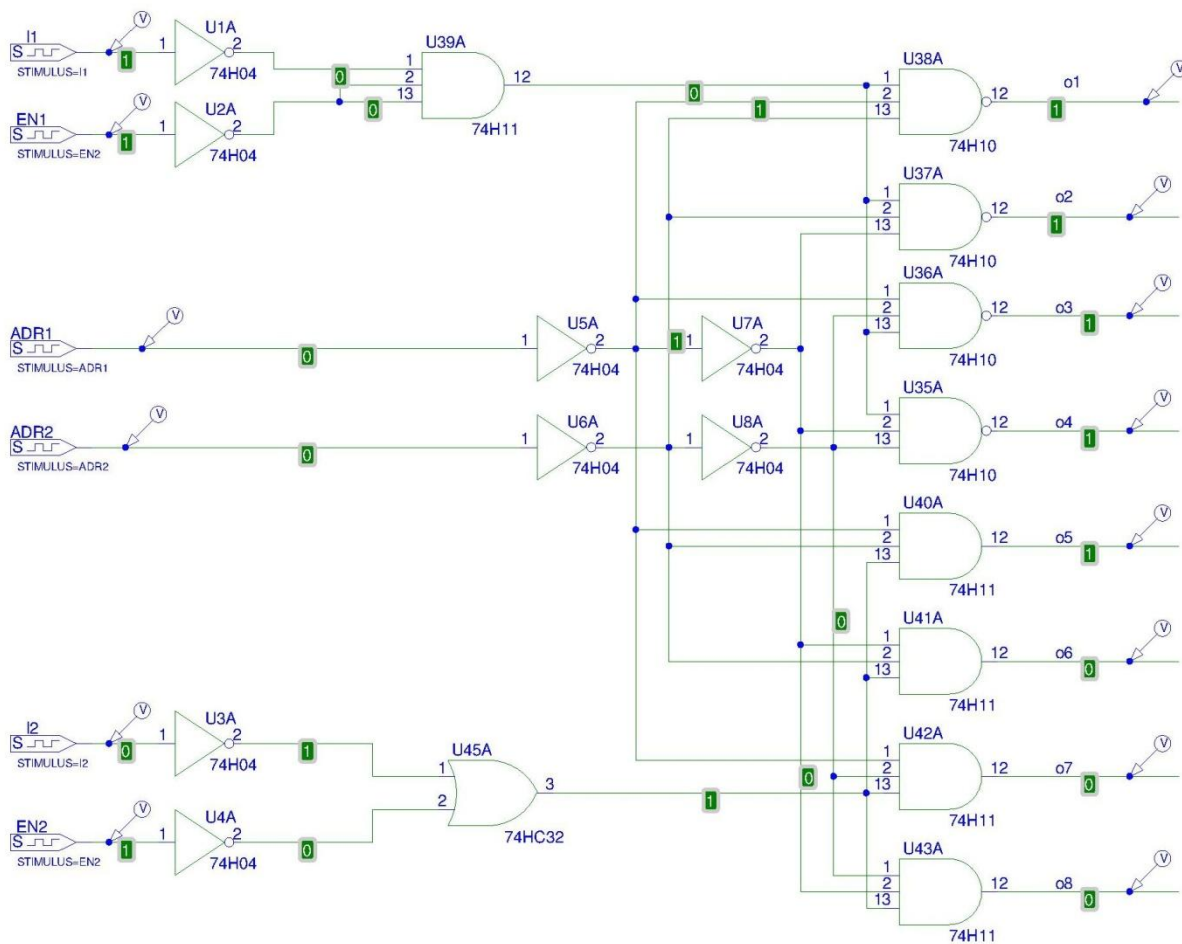 I1
S
STIMULUS=I1
V
1
1
U1A
2
74H04
EN1
S
STIMULUS=EN2
V
1
1
U2A
2
74H04
0
0
U39A
1
2
13
12
74H11
0
1
U38A
1
2
13
12
74H10
o1
1
V
U37A
1
2
13
12
74H10
o2
1
V
U36A
1
2
13
12
74H10
o3
1
V
ADR1
S
STIMULUS=ADR1
V
0
1
U5A
2
74H04
1
1
U7A
2
74H04
ADR2
S
STIMULUS=ADR2
V
0
1
U6A
2
74H04
1
U8A
2
74H04
U35A
1
2
13
12
74H10
o4
1
V
U40A
1
2
13
12
74H11
o5
1
V
0
U41A
1
2
13
12
74H11
o6
0
V
I2
S
STIMULUS=I2
V
0
1
U3A
2
74H04
1
EN2
S
STIMULUS=EN2
V
1
1
U4A
2
74H04
0
U45A
1
2
3
74HC32
1
0
U42A
1
2
13
12
74H11
o7
0
V
U43A
1
2
13
12
74H11
o8
0
V